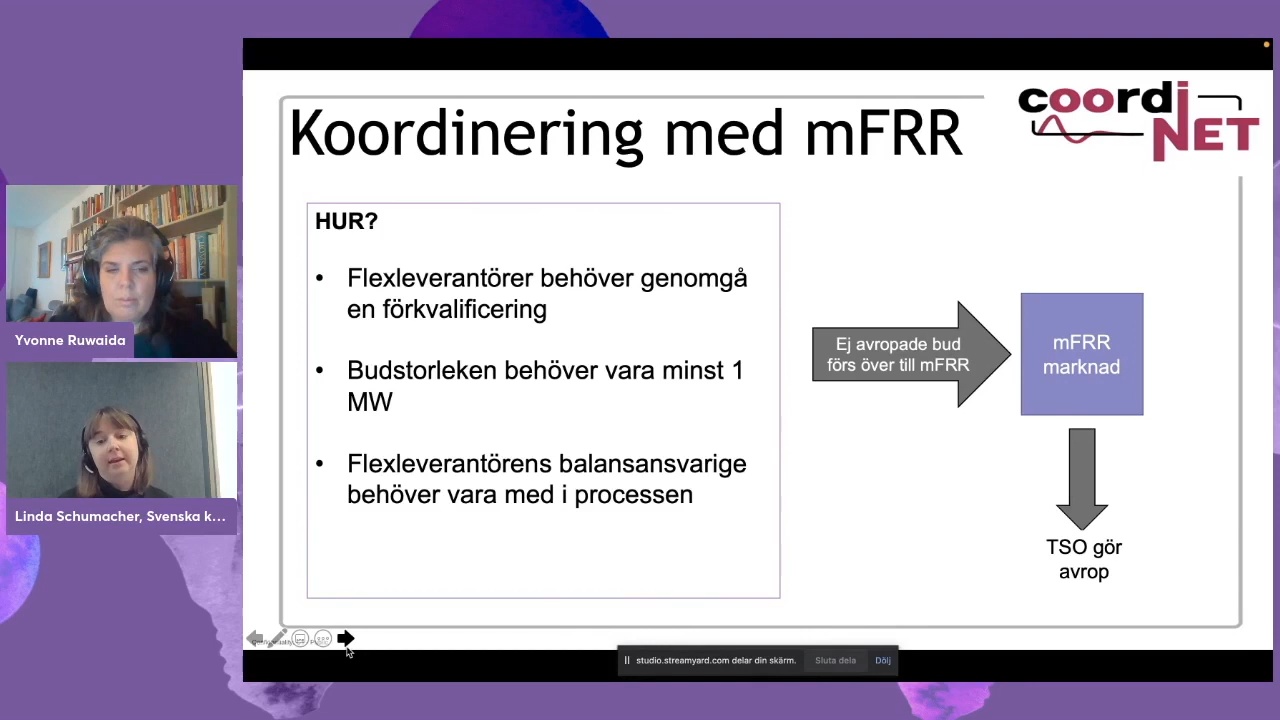 Koordinering med mFRR
coordi
NET
HUR?
• Flexleverantörer behöver genomgå
en förkvalificering
• Budstorleken behöver vara minst 1
MW
• Flexleverantörens balansansvarige
behöver vara med i processen
Ej avropade bud
förs över till mFRR
mFRR
marknad
TSO gör
avrop
Yvonne Ruwaida
Linda Schumacher, Svenska k...
studio.streamyard.com delar din skärm.
Sluta dela
Dölj